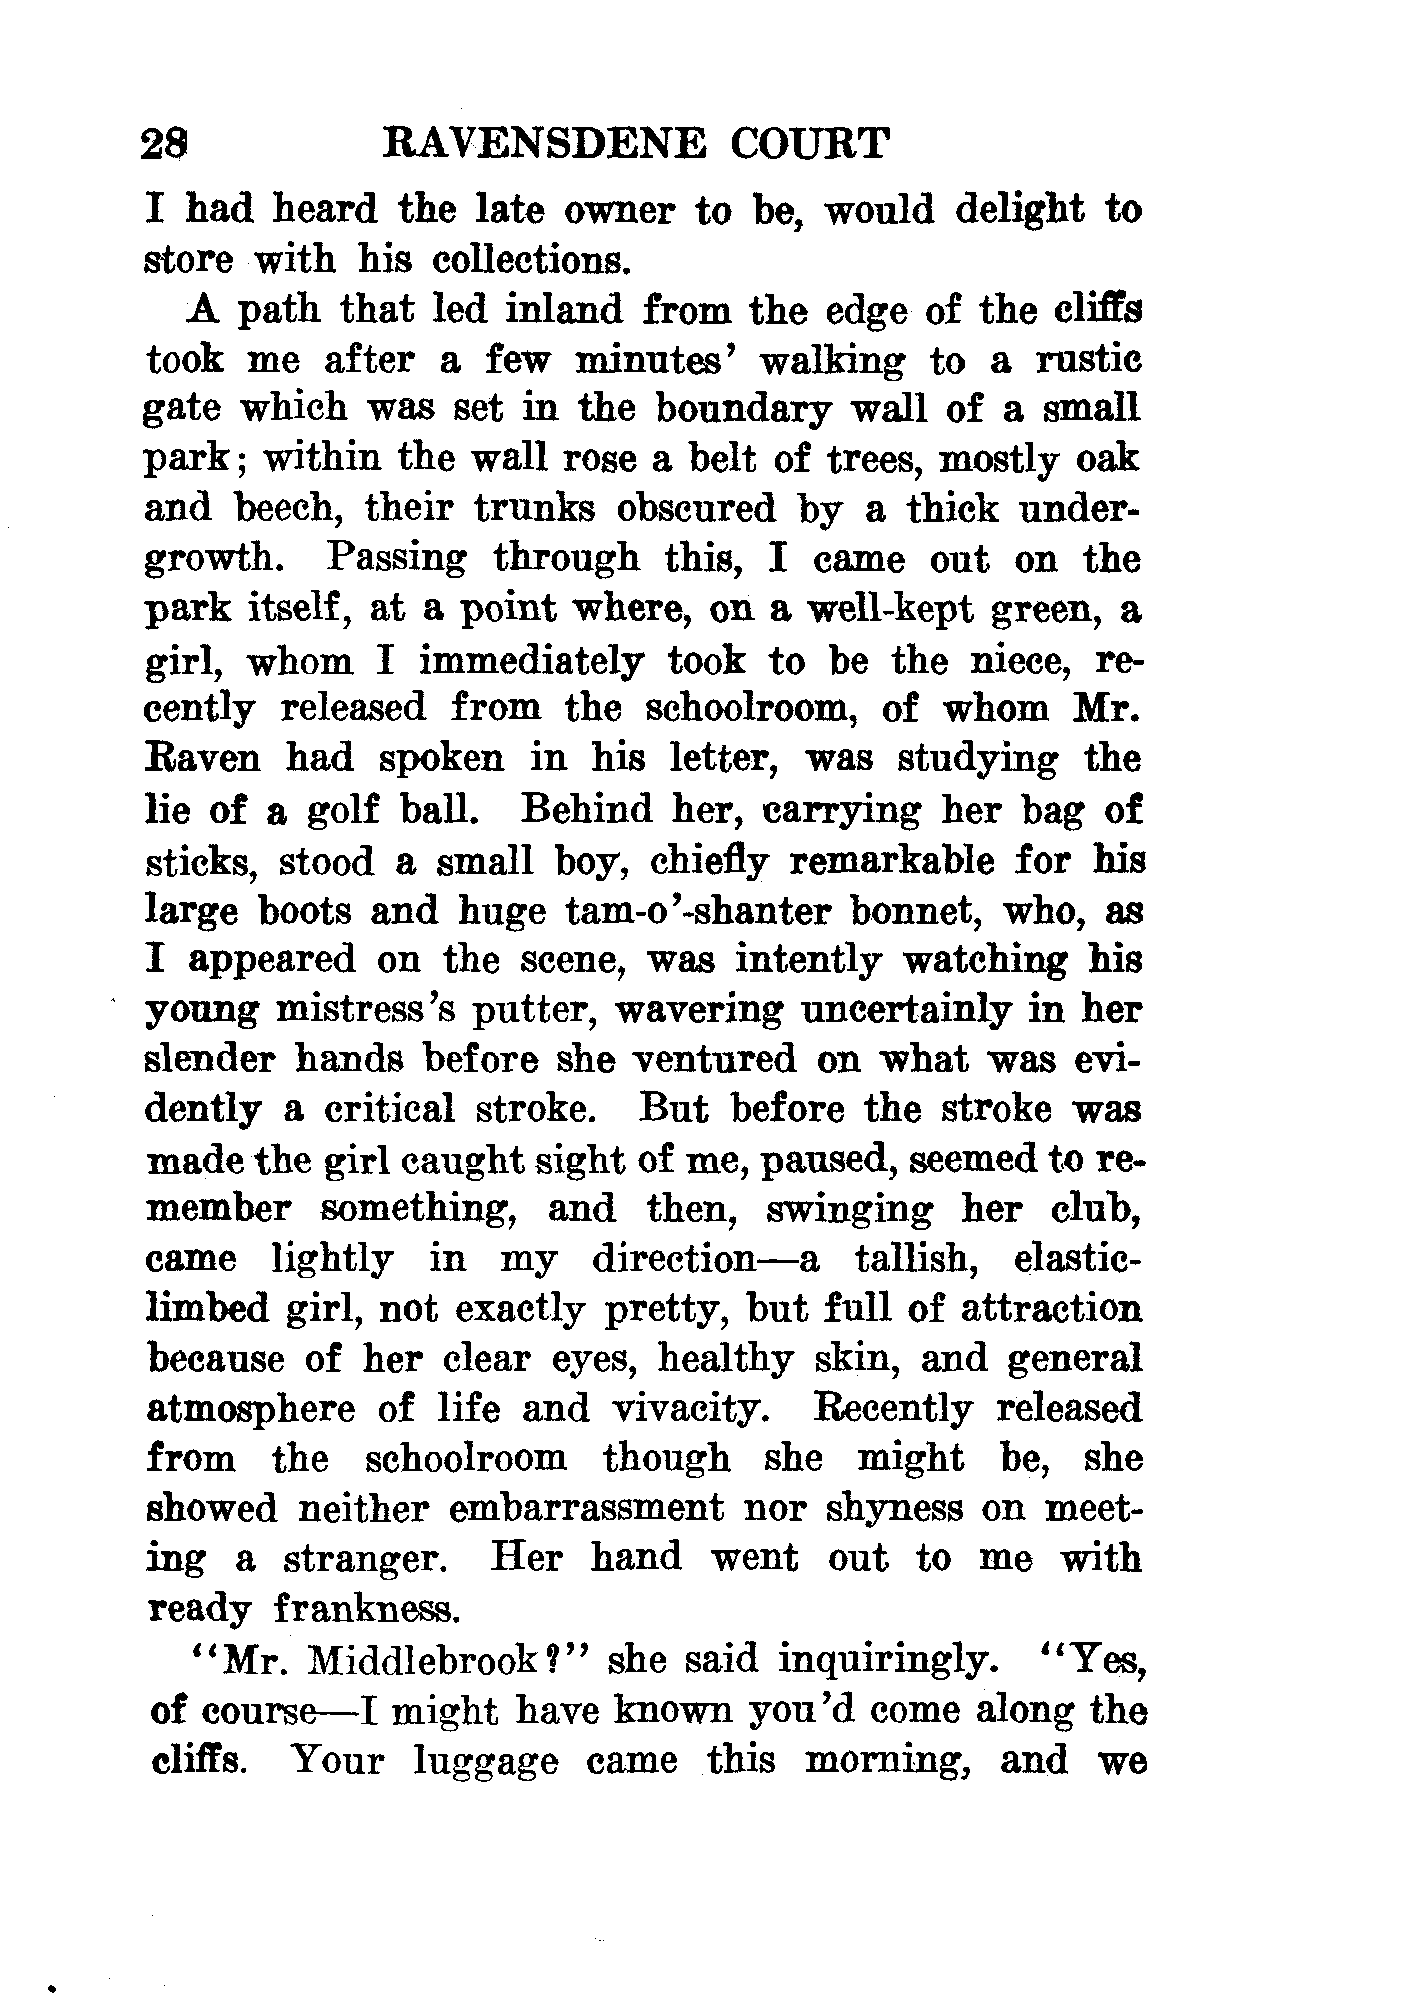 28 RAVENSDENE COURT
I had heard the late owner to be, would delight to
store with his collections.
A path that led inland from the edge of the cliffs
took me after a few minutes' walking to a rustic
gate which was set in the boundary wall of a small
park; within the wall rose a belt of trees, mostly oak
and beech, their trunks obscured by a thick under-
growth. Passing through this, I came out on the
park itself, at a point where, on a well-kept green, a
girl, whom I immediately took to be the niece, re-
cently released from the schoolroom, of whom Mr.
Raven had spoken in his letter, was studying the
lie of a golf ball. Behind her, carrying her bag of
sticks, stood a small boy, chiefly remarkable for his
large boots and huge tam-o'-shanter bonnet, who, as
I appeared on the scene, was intently watching his
young mistress's putter, wavering uncertainly in her
slender hands before she ventured on what was evi-
dently a critical stroke. But before the stroke was
made the girl caught sight of me, paused, seemed to re-
member something, and then, swinging her club,
came lightly in my direction—a tallish, elastic-
limbed girl, not exactly pretty, but full of attraction
because of her clear eyes, healthy skin, and general
atmosphere of life and vivacity. Recently released
from the schoolroom though she might be, she
showed neither embarrassment nor shyness on meet-
ing a stranger. Her hand went out to me with
ready frankness.
"Mr. Middlebrook?" she said inquiringly. "Yes,
of course—I might have known you'd come along the
cliffs. Your luggage came this morning, and we